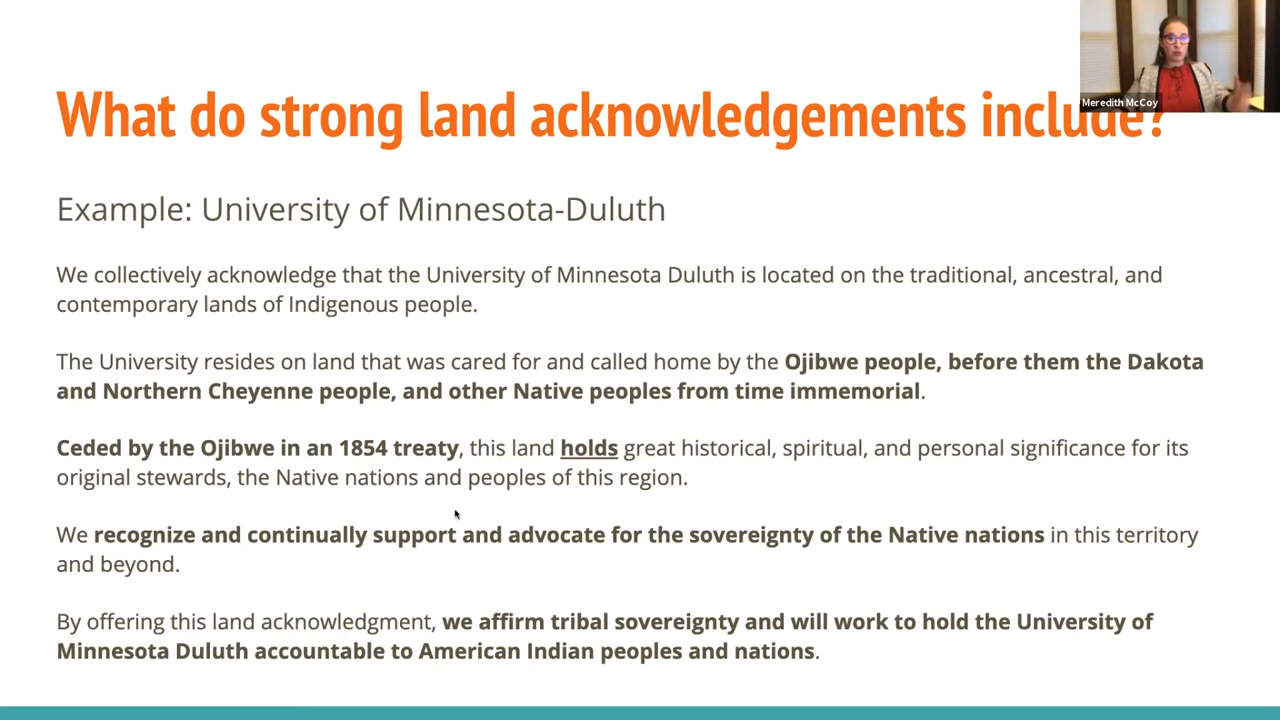 What do strong land acknowledgements include?
Meredith McCoy
Example: University of Minnesota-Duluth
We collectively acknowledge that the University of Minnesota Duluth is located on the traditional, ancestral, and
contemporary lands of Indigenous people.
The University resides on land that was cared for and called home by the Ojibwe people, before them the Dakota
and Northern Cheyenne people, and other Native peoples from time immemorial.
Ceded by the Ojibwe in an 1854 treaty, this land holds great historical, spiritual, and personal significance for its
original stewards, the Native nations and peoples of this region.
We recognize and continually support and advocate for the sovereignty of the Native nations in this territory
and beyond.
By offering this land acknowledgment, we affirm tribal sovereignty and will work to hold the University of
Minnesota Duluth accountable to American Indian peoples and nations.